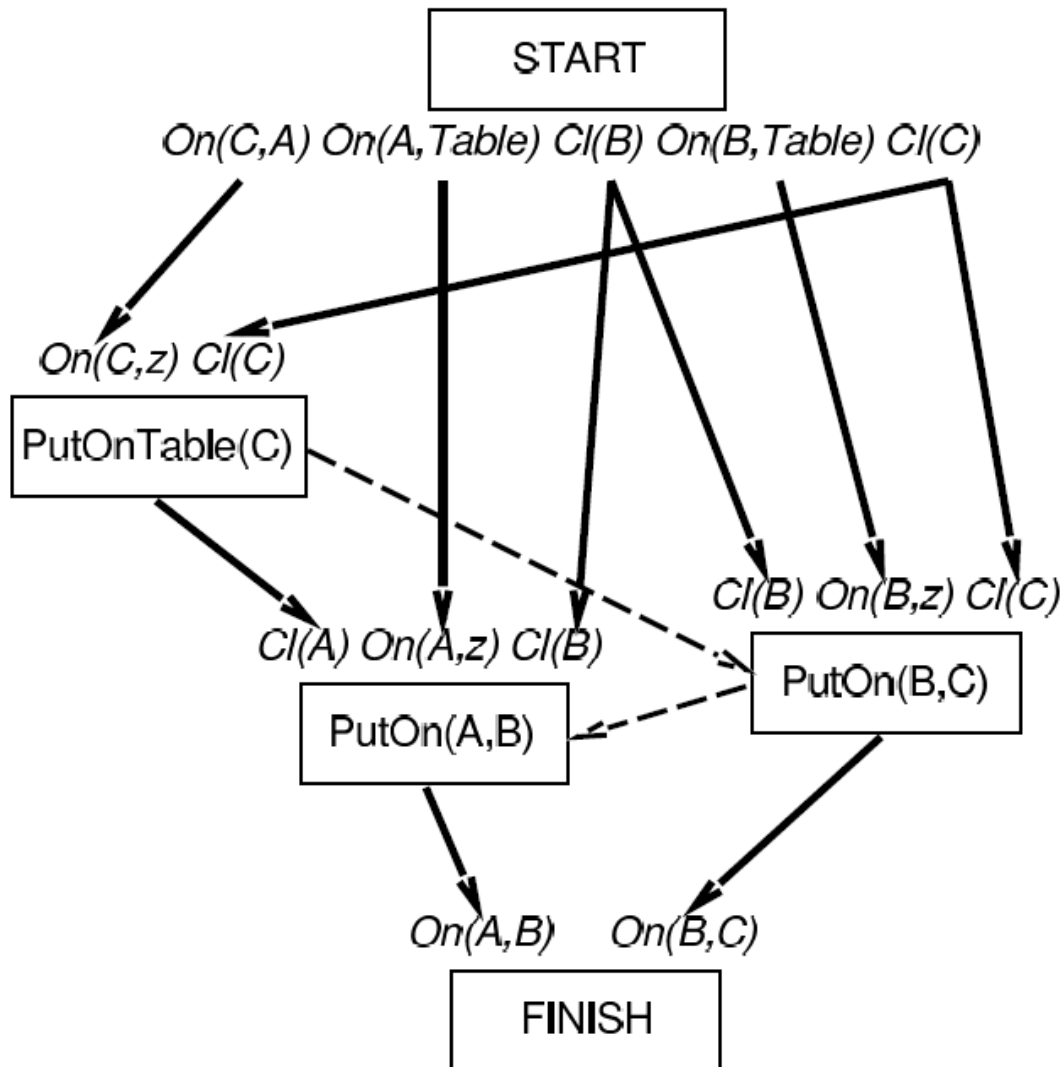 START
On(C,A) On(A,Table) Cl(B) On(B,Table) Cl(C)
On(C,z) Cl(C)
PutOnTable(C)
Cl(B) On(B,z) Cl(C)
Cl(A) On(A,z) Cl(B)
PutOn(B,C)
PutOn(A,B)
On(A,B) On(B,C)
FINISH